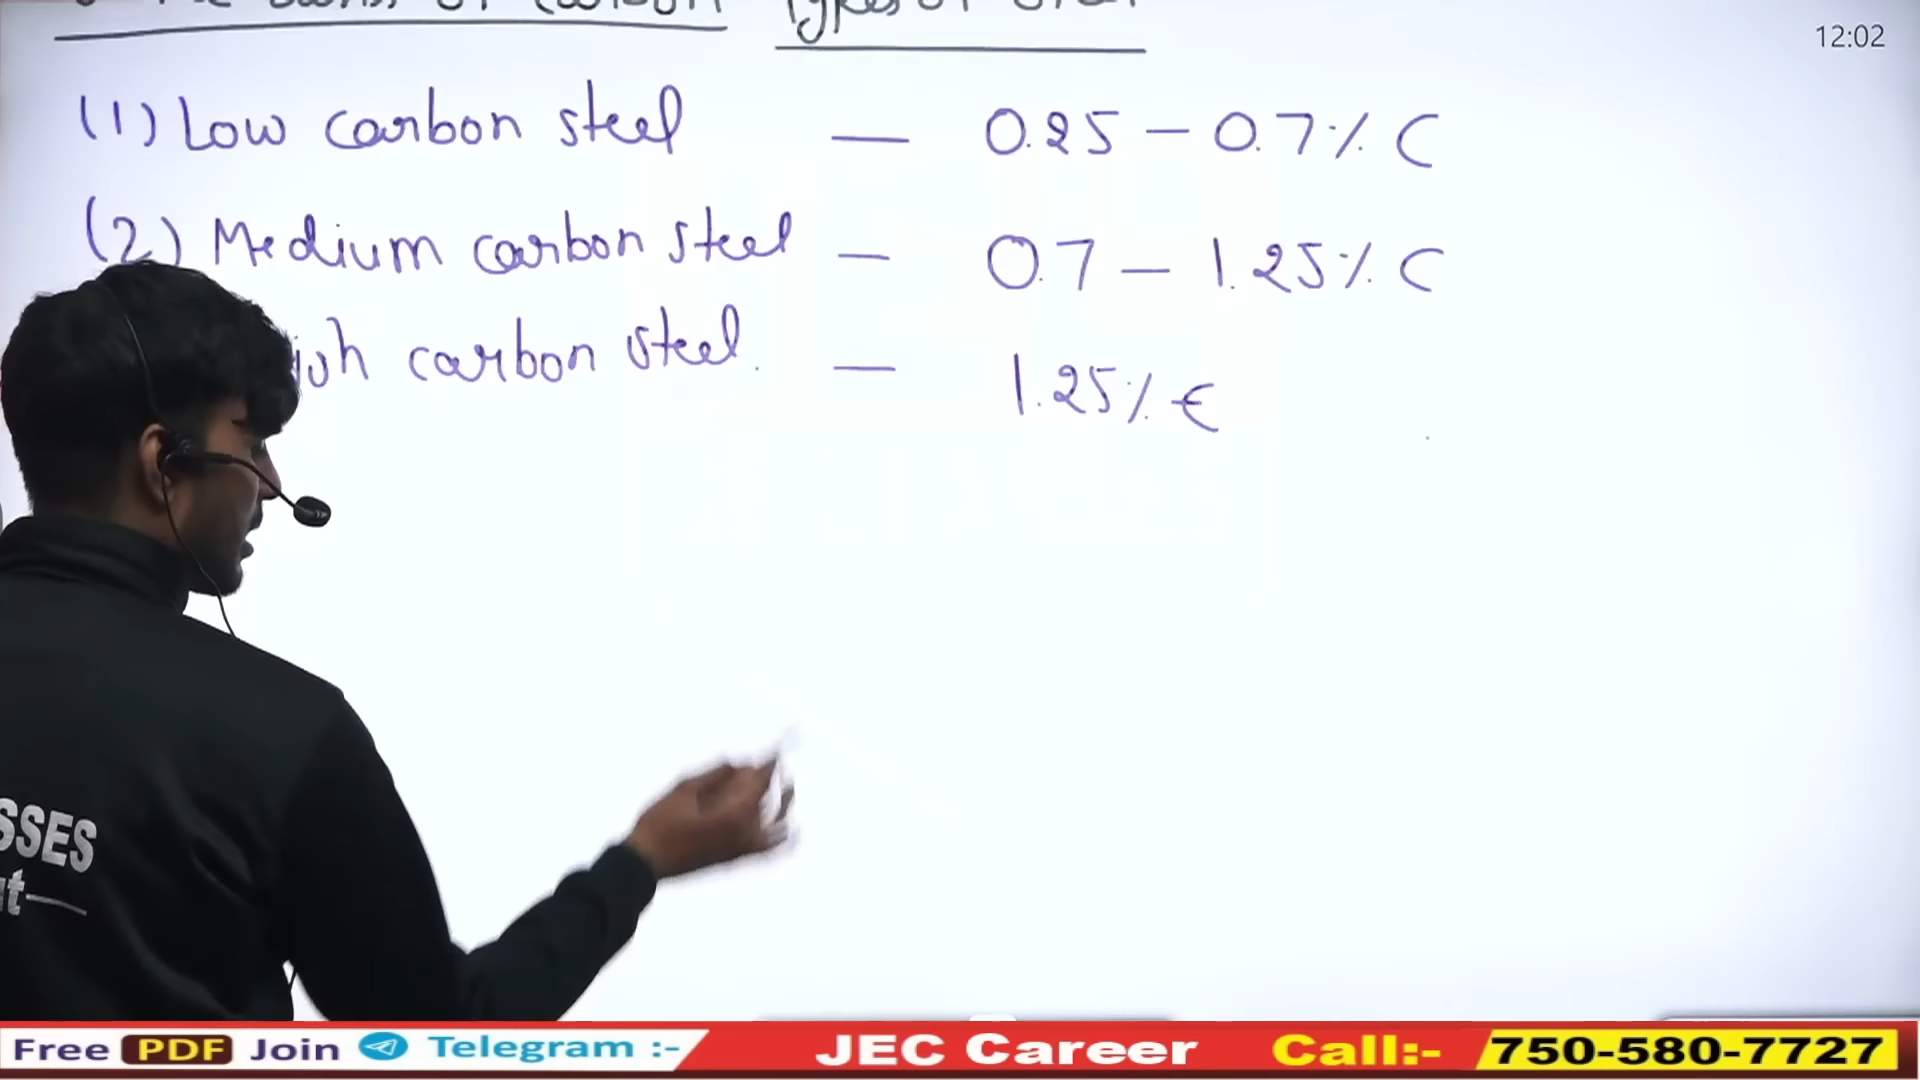 12:02
(1) Low carbon steel — 0.25 – 0.7% C
(2) Medium carbon steel – 0.7 – 1.25% C
carbon steel. — 1.25% C
SSES
Free PDF Join Telegram :- JEC Career Call:- 750-580-7727